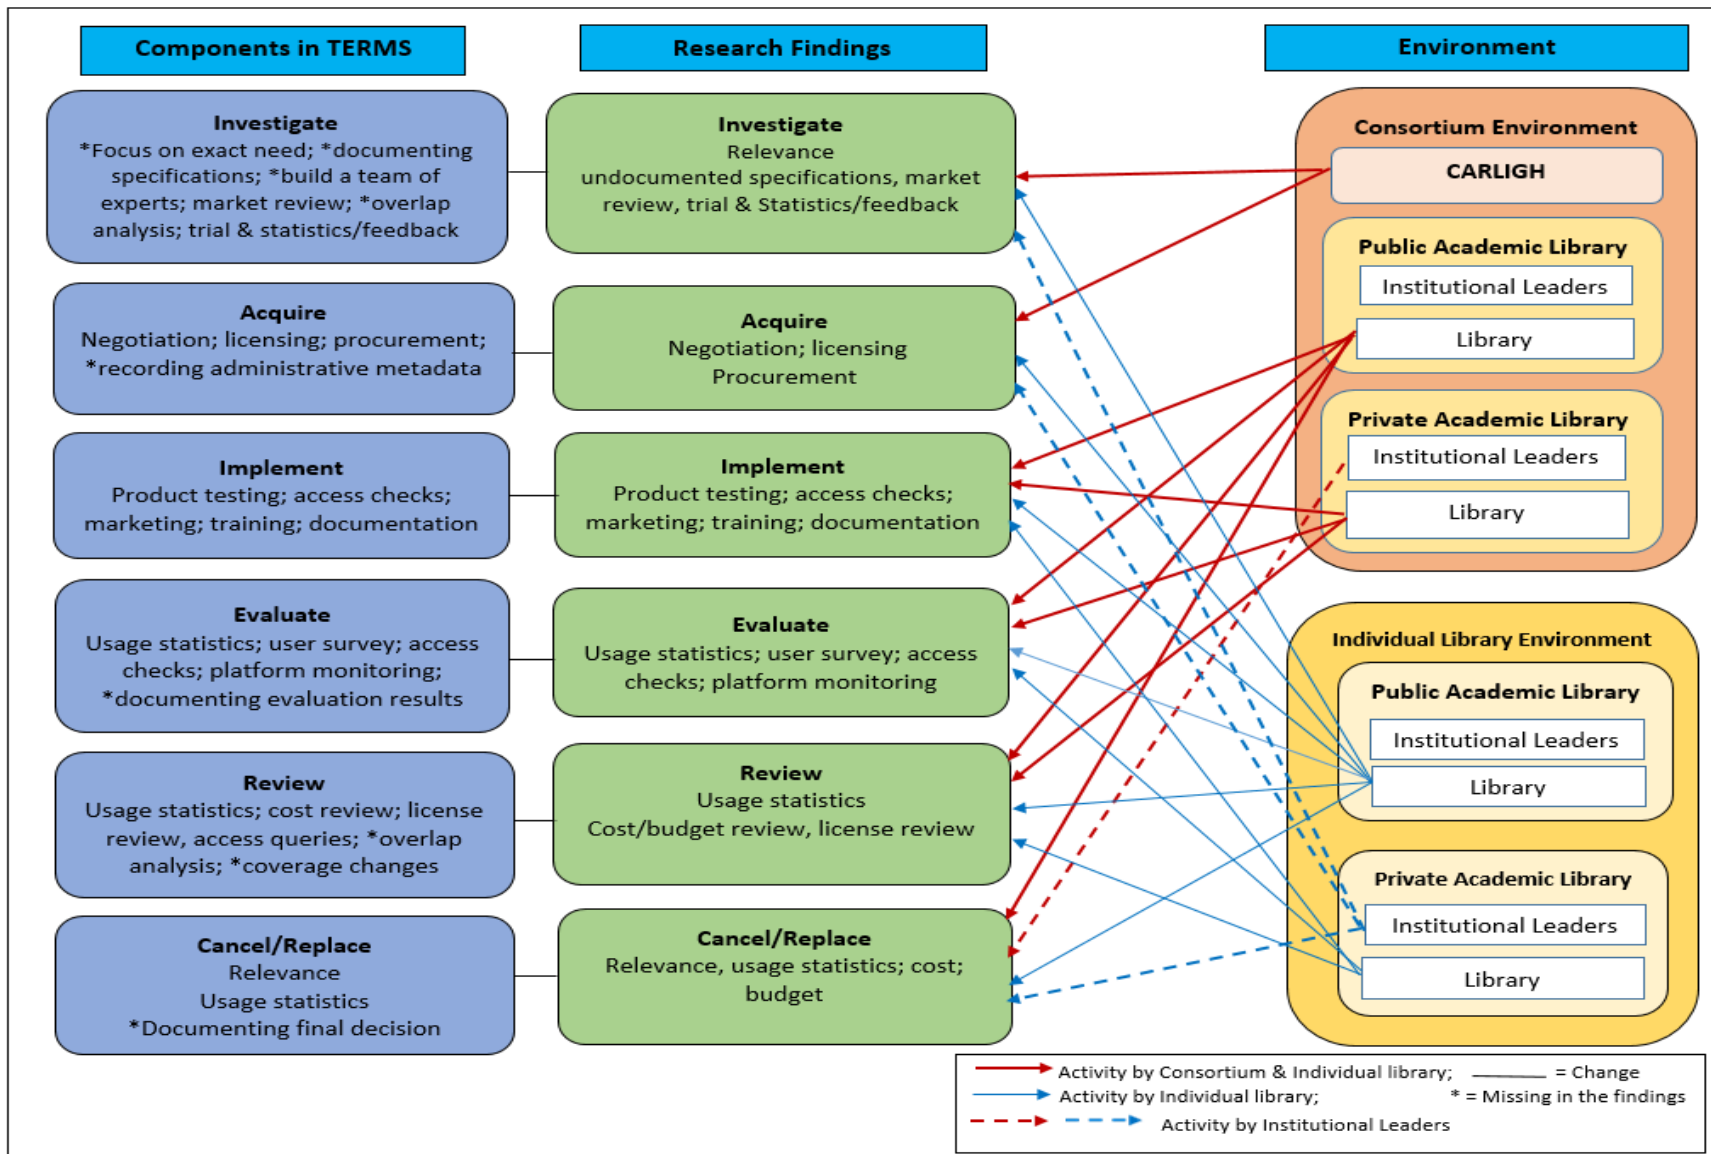 Components in TERMS
Research Findings
Environment
Investigate
*Focus on exact need; *documenting
specifications; *build a team of
experts; market review; *overlap
analysis; trial & statistics/feedback
Acquire
Negotiation; licensing; procurement;
*recording administrative metadata
Implement
Product testing; access checks;
marketing; training; documentation
Evaluate
Usage statistics; user survey; access
checks; platform monitoring;
*documenting evaluation results
Review
Usage statistics; cost review; license
review, access queries; *overlap
analysis; *coverage changes
Cancel/Replace
Relevance
Usage statistics
*Documenting final decision
Investigate
Relevance
undocumented specifications, market
review, trial & Statistics/feedback
Acquire
Negotiation; licensing
Procurement
Implement
Product testing; access checks;
marketing; training; documentation
Evaluate
Usage statistics; user survey; access
checks; platform monitoring
Review
Usage statistics
Cost/budget review, license review
Cancel/Replace
Relevance, usage statistics; cost;
budget
Consortium Environment
CARLIGH
Public Academic Library
Institutional Leaders
Library
Private Academic Library
Institutional Leaders
Library
Individual Library Environment
Public Academic Library
Institutional Leaders
Library
Private Academic Library
Institutional Leaders
Library
Activity by Consortium & Individual library; = Change
Activity by Individual library; * = Missing in the findings
Activity by Institutional Leaders